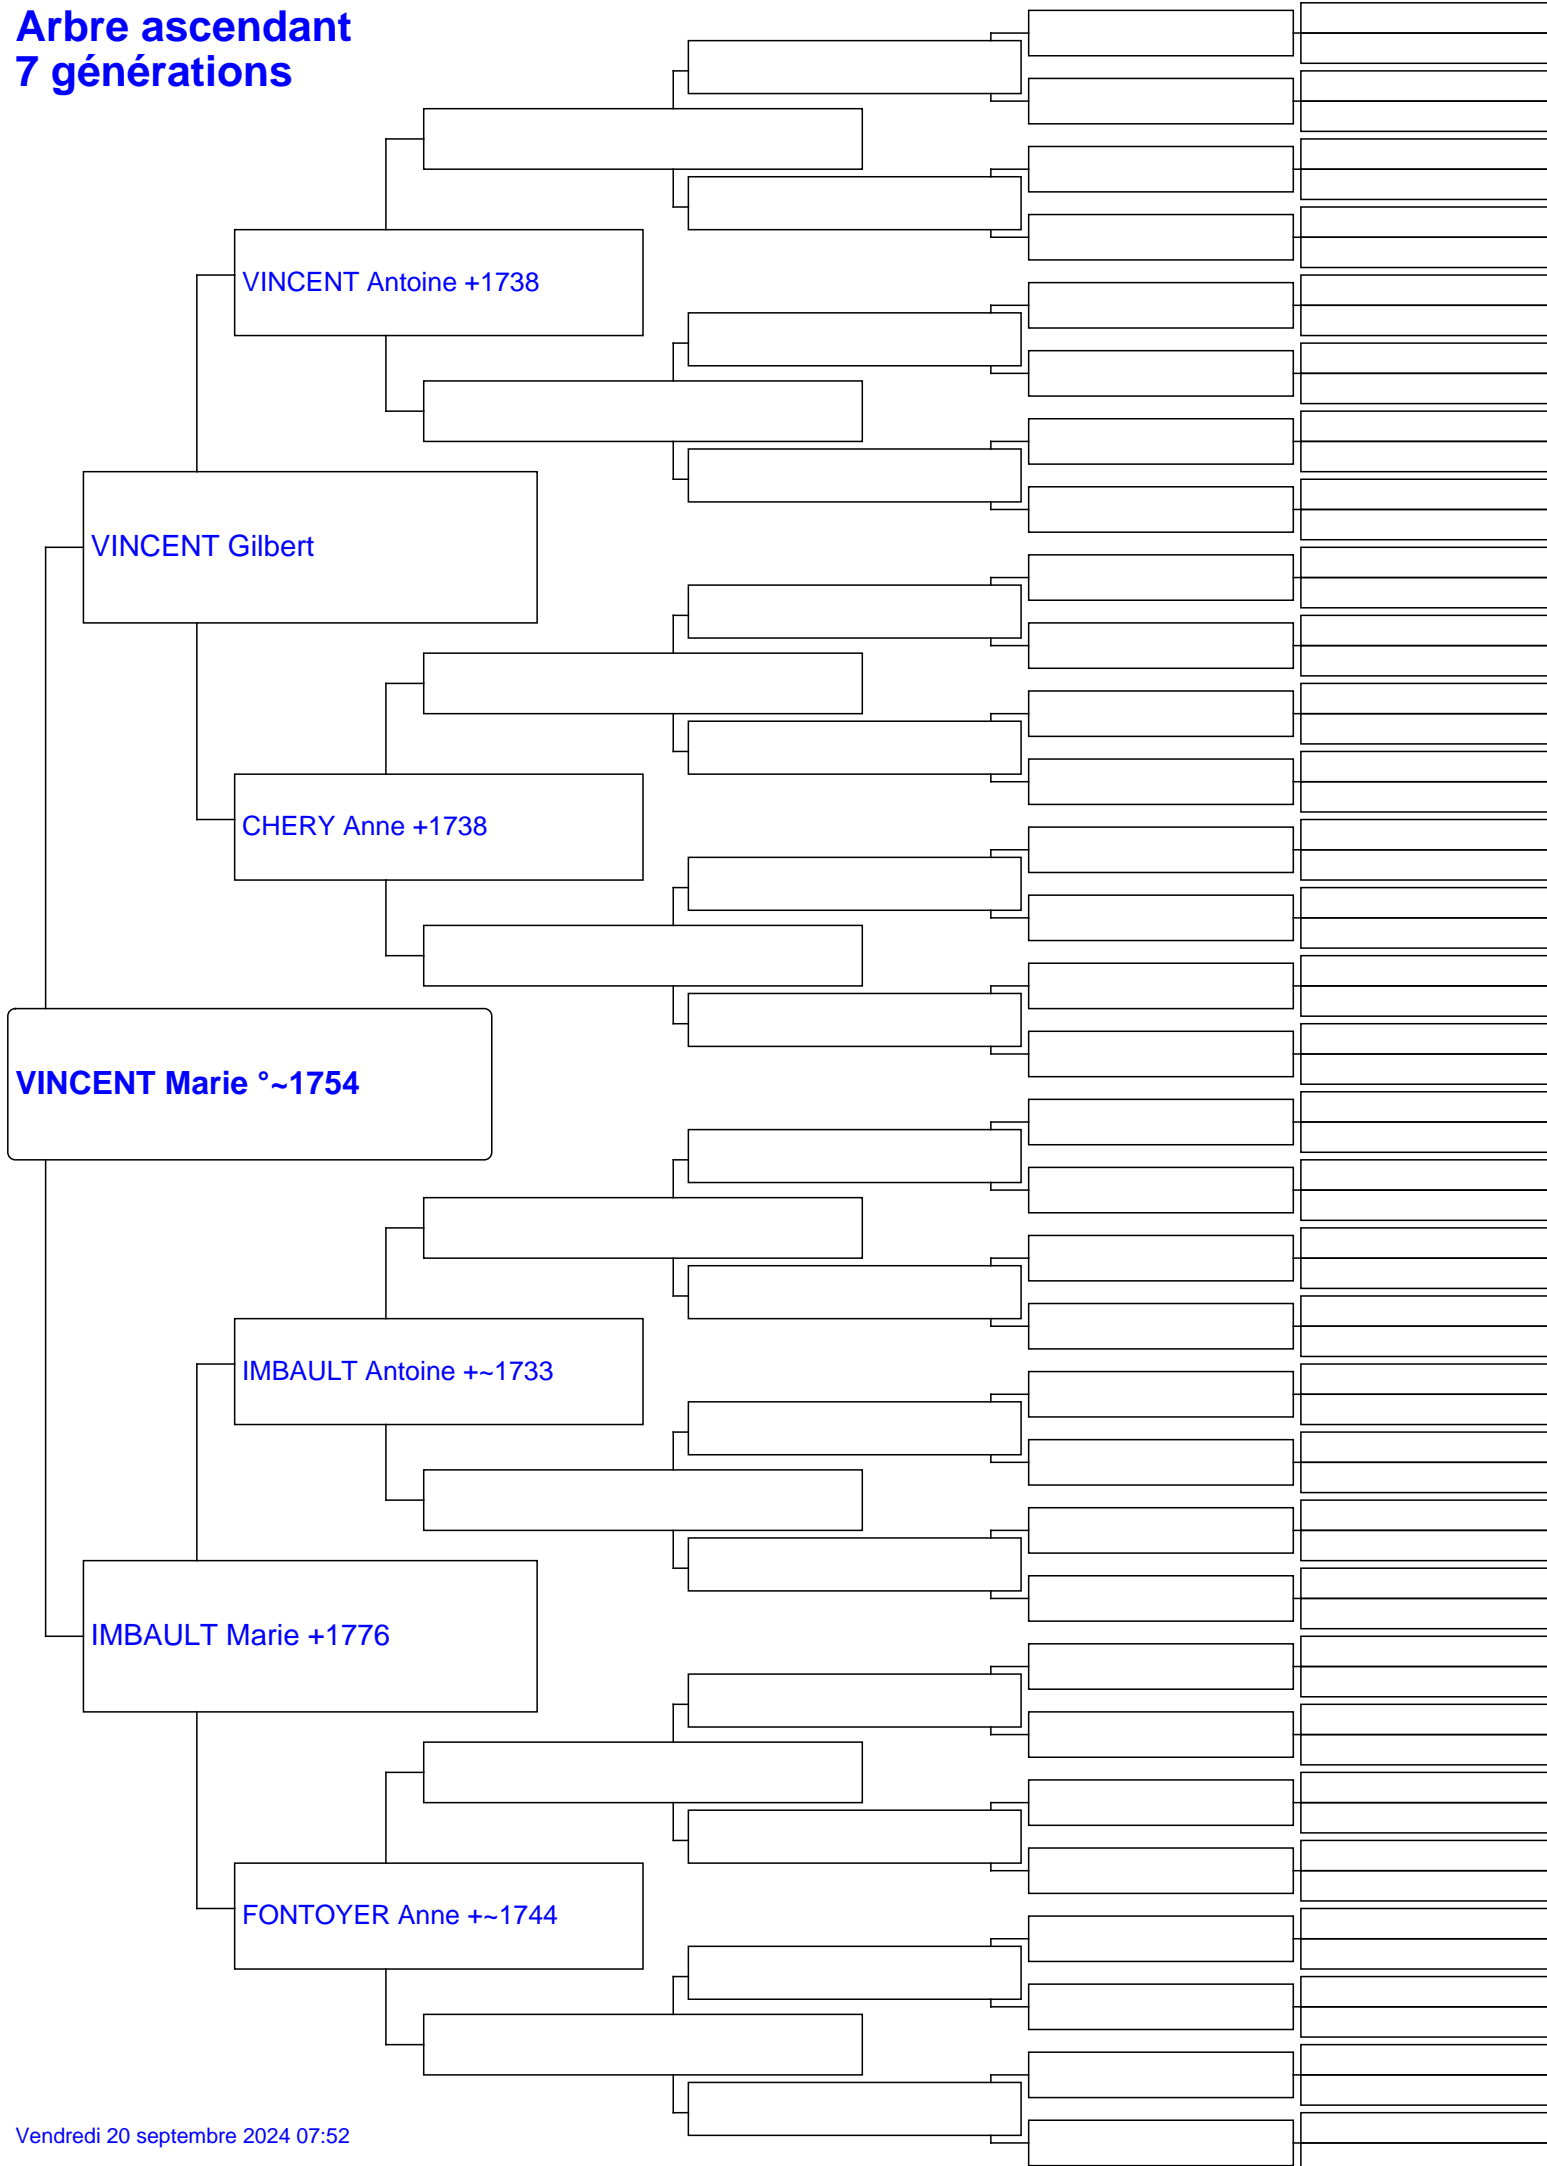 Arbre ascendant
7 générations
VINCENT Antoine +1738
VINCENT Gilbert
CHERY Anne +1738
VINCENT Marie °~1754
IMBAULT Antoine +~1733
IMBAULT Marie +1776
FONTOYER Anne +~1744
Vendredi 20 septembre 2024 07:52